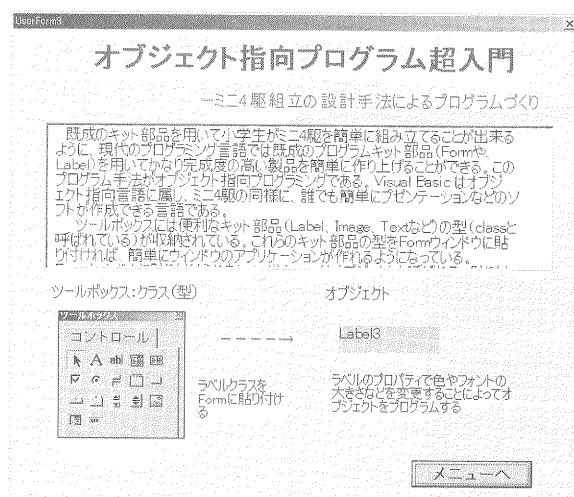 UserForm3
オブジェクト指向プログラム超入門
ーミニ4駆組立の設計手法によるプログラムづくり
既成のキット部品を用いて小学生がミニ4駆を簡単に組み立てることが出来る
ように、現代のプログラミング言語では既成のプログラムキット部品(Formや、
Label)を用いてかなり完成度の高い製品を簡単に作り上げることができる。この
プログラム手法がオブジェクト指向プログラミングである。Visual Basicはオブジ
ェクト指向言語に属し、ミニ4駆の同様に、誰でも簡単にプゼンテーションなどのソ
フトが作成できる言語である。
ツールボックスには便利なキット部品(Label、Image、Textなど)の型(classと
呼ばれている)が収納されている。これらのキット部品の型をFormウィンドウに貼
り付ければ、簡単にウィンドウのアプリケーションが作れるようになっている。
ツールボックス:クラス(型)
オブジェクト
ツールボックス
コントロール
A abl
Label3
ラベルクラスを
Formに貼り付け
る
ラベルのプロパティで色やフォントの
大きさなどを変更することによってオ
ブジェクトをプログラムする
メニューへ